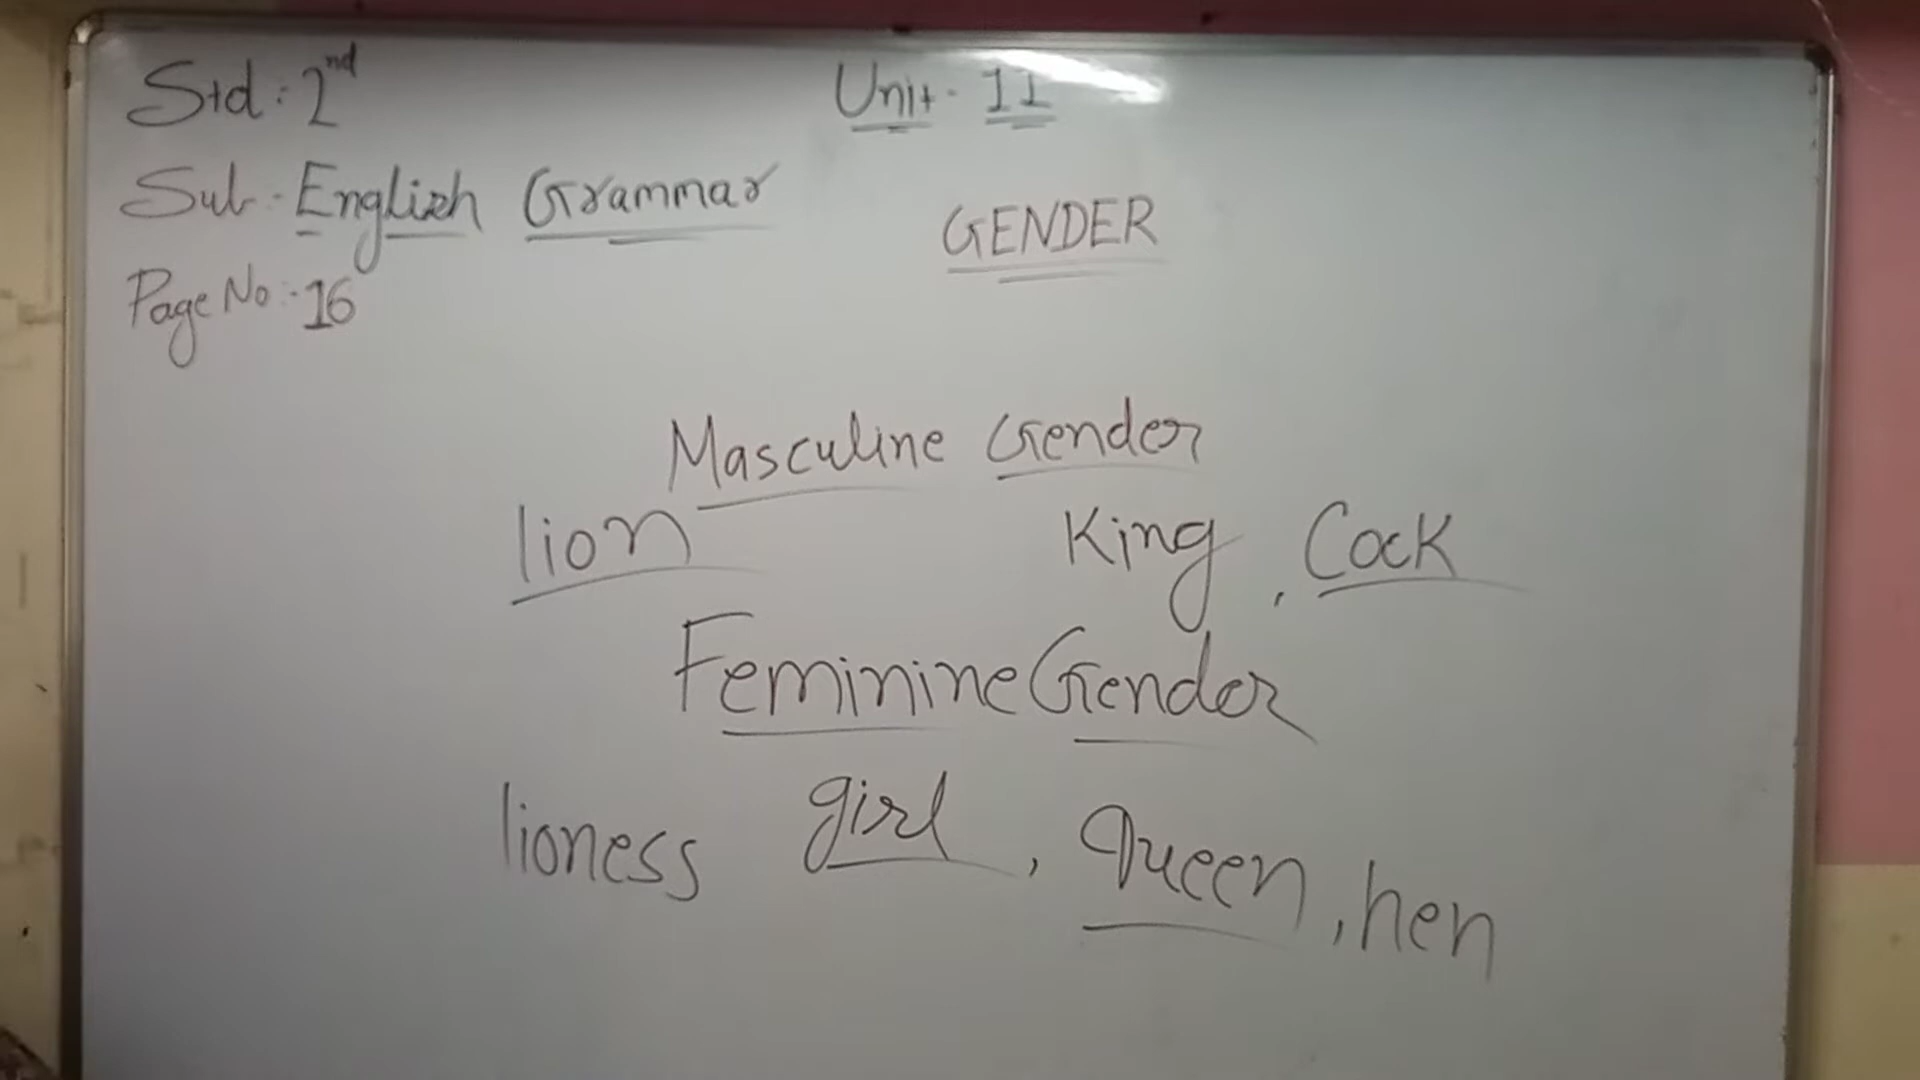 Std: 2nd
Unit - 11
Sub - English Grammar
GENDER
Page No :- 16
Masculine Gender
lion King, Cock
Feminine Gender
lioness girl, Queen, hen